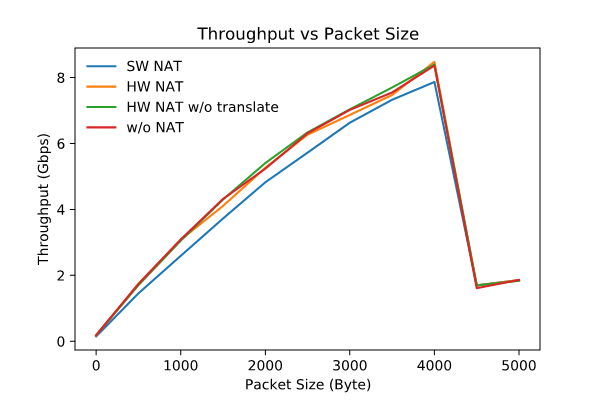 Throughput vs Packet Size
SW NAT
HW NAT
HW NAT w/o translate
w/o NAT
Throughput (Gbps)
8
6
4
2
0
0 1000 2000 3000 4000 5000
Packet Size (Byte)